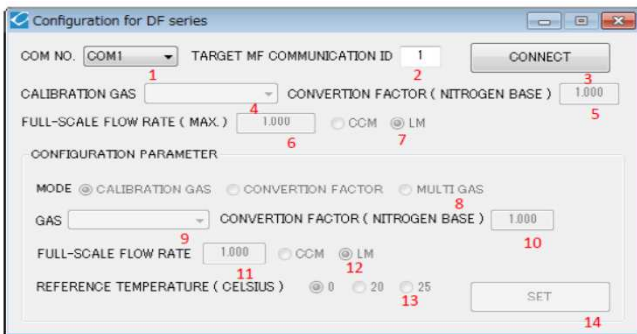 Configuration for DF series
COM NO. COM1 TARGET MF COMMUNICATION ID 1 CONNECT
1 2 3
CALIBRATION GAS CONVERTION FACTOR ( NITROGEN BASE ) 1.000
4 5
FULL-SCALE FLOW RATE ( MAX. ) 1.000 CCM LM
6 7
CONFIGURATION PARAMETER
MODE CALIBRATION GAS CONVERTION FACTOR MULTI GAS
8
GAS CONVERTION FACTOR ( NITROGEN BASE ) 1.000
9 10
FULL-SCALE FLOW RATE 1.000 CCM LM
11 12
REFERENCE TEMPERATURE ( CELSIUS ) 0 20 25 SET
13 14